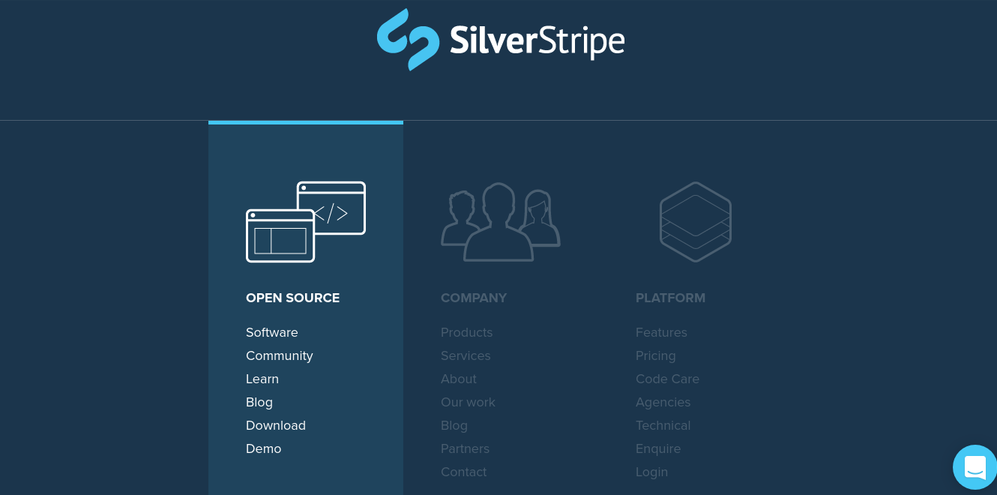 SilverStripe
OPEN SOURCE
Software
Community
Learn
Blog
Download
Demo
COMPANY
Products
Services
About
Our work
Blog
Partners
Contact
PLATFORM
Features
Pricing
Code Care
Agencies
Technical
Enquire
Login